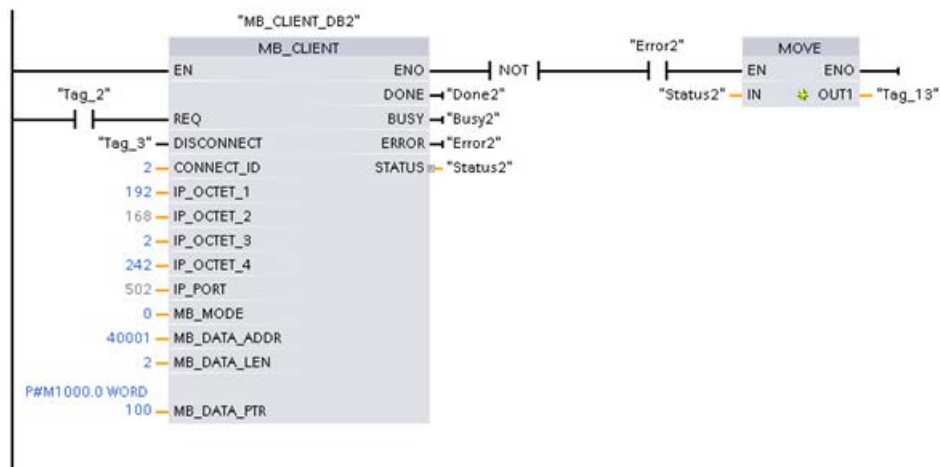 "MB_CLIENT_DB2"
MB_CLIENT
EN ENO NOT "Error2" MOVE EN ENO
"Tag_2" DONE "Done2" "Status2" IN OUT1 "Tag_13"
REQ BUSY "Busy2"
"Tag_3" DISCONNECT ERROR "Error2"
2 CONNECT_ID STATUS "Status2"
192 IP_OCTET_1
168 IP_OCTET_2
2 IP_OCTET_3
242 IP_OCTET_4
502 IP_PORT
0 MB_MODE
40001 MB_DATA_ADDR
2 MB_DATA_LEN
P#M1000.0 WORD
100 MB_DATA_PTR